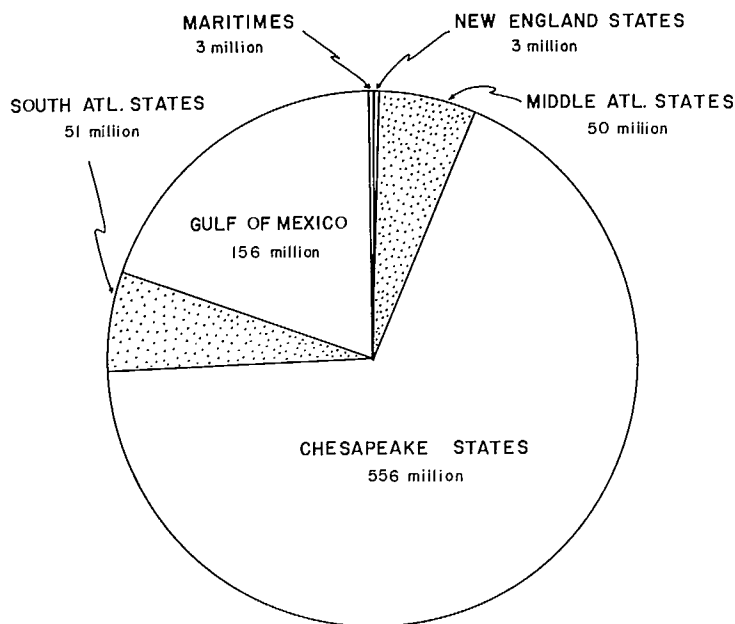 MARITIMES
3 million
NEW ENGLAND STATES
3 million
SOUTH ATL. STATES
51 million
MIDDLE ATL. STATES
50 million
GULF OF MEXICO
156 million
CHESAPEAKE STATES
556 million